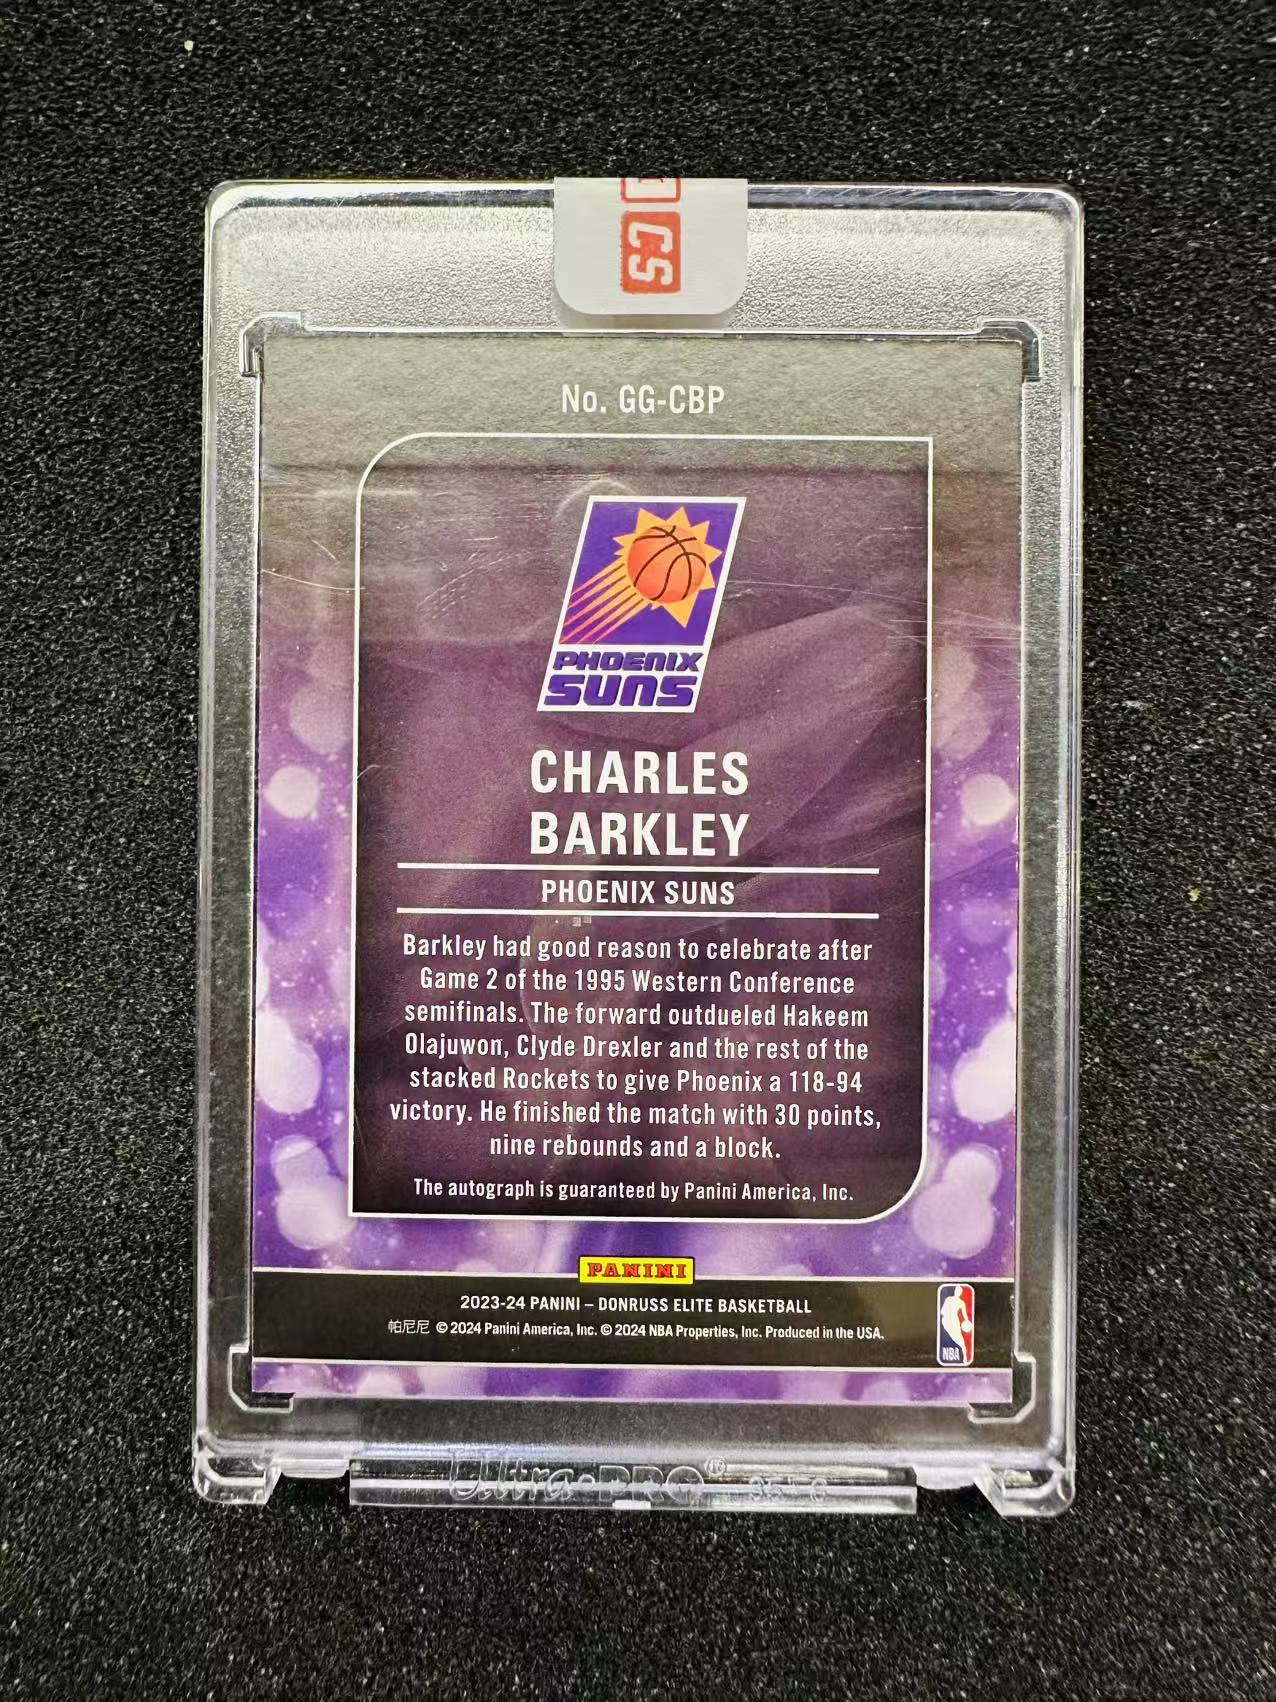 CS
No. GG-CBP
PHOENIX
SUNS
CHARLES
BARKLEY
PHOENIX SUNS
Barkley had good reason to celebrate after
Game 2 of the 1995 Western Conference
semifinals. The forward outdueled Hakeem
Olajuwon, Clyde Drexler and the rest of the
stacked Rockets to give Phoenix a 118-94
victory. He finished the match with 30 points,
nine rebounds and a block.
The autograph is guaranteed by Panini America, Inc.
PANINI
2023-24 PANINI – DONRUSS ELITE BASKETBALL
帕尼尼 © 2024 Panini America, Inc. © 2024 NBA Properties, Inc. Produced in the USA.
NBA
Ultra•PRO®